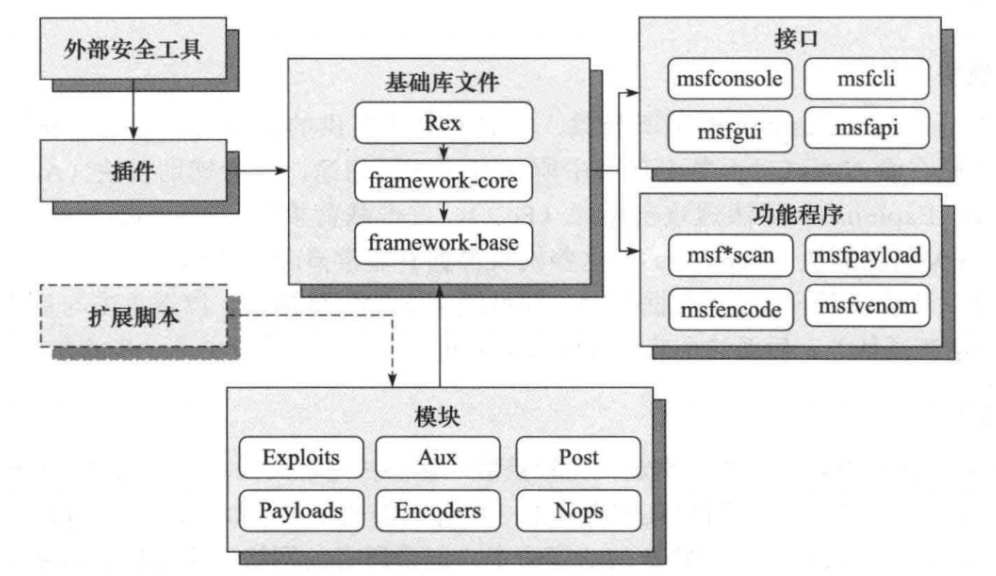 外部安全工具
插件
扩展脚本
基础库文件
Rex
framework-core
framework-base
接口
msfconsole
msfcli
msfgui
msfapi
功能程序
msf*scan
msfpayload
msfencode
msfvenom
模块
Exploits
Aux
Post
Payloads
Encoders
Nops